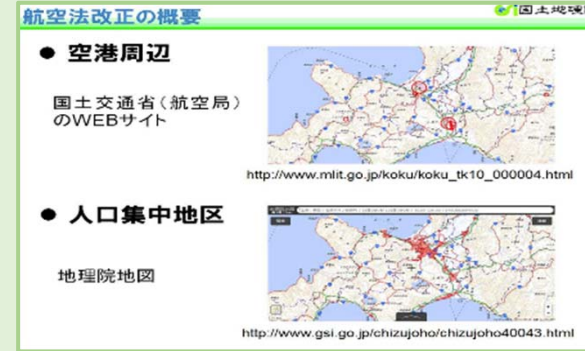 航空法改正の概要
国土地理
● 空港周辺
国土交通省(航空局)
のWEBサイト
http://www.mlit.go.jp/koku/koku_tk10_000004.html
● 人口集中地区
地理院地図
http://www.gsi.go.jp/chizujoho/chizujoho40043.html